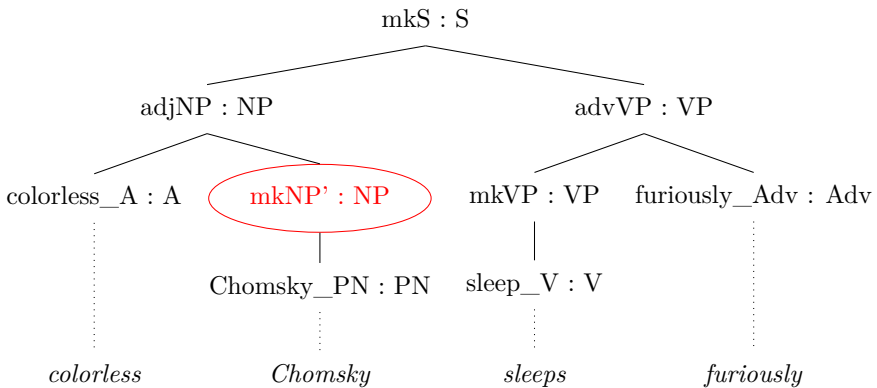 mkS : S
adjNP : NP advVP : VP
colorless_A : A mkNP' : NP mkVP : VP furiously_Adv : Adv
Chomsky_PN : PN sleep_V : V
colorless Chomsky sleeps furiously